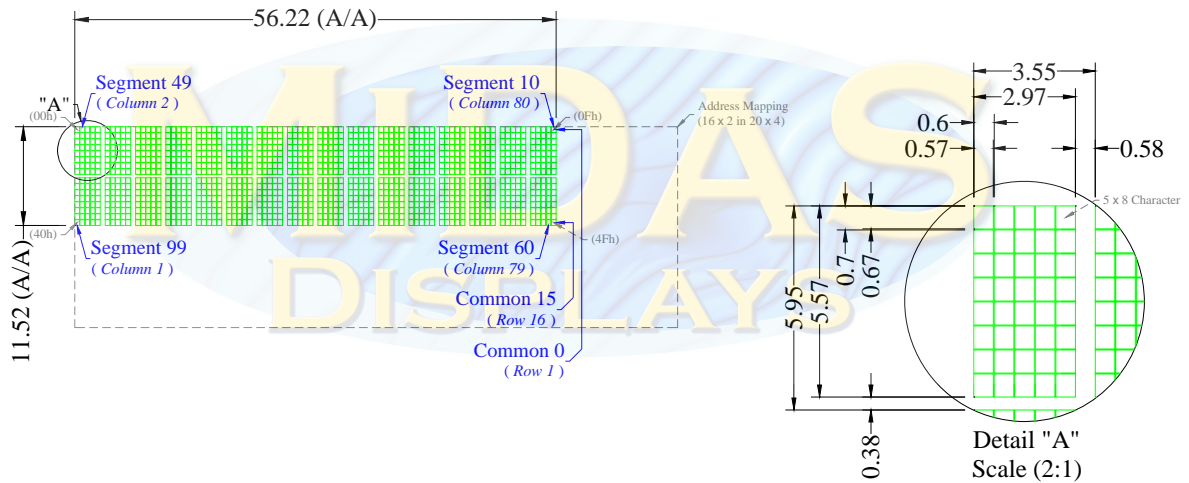 56.22 (A/A)
Segment 49
( Column 2 )
Segment 10
( Column 80 )
"A"
(00h)
(0Fh)
Address Mapping
(16 x 2 in 20 x 4)
11.52 (A/A)
(40h)
(4Fh)
Segment 99
( Column 1 )
Segment 60
( Column 79 )
Common 15
( Row 16 )
Common 0
( Row 1 )
MIDAS
DISPLAYS
3.55
2.97
0.6
0.57
0.58
5 x 8 Character
5.95
5.57
0.7
0.67
0.38
Detail "A"
Scale (2:1)